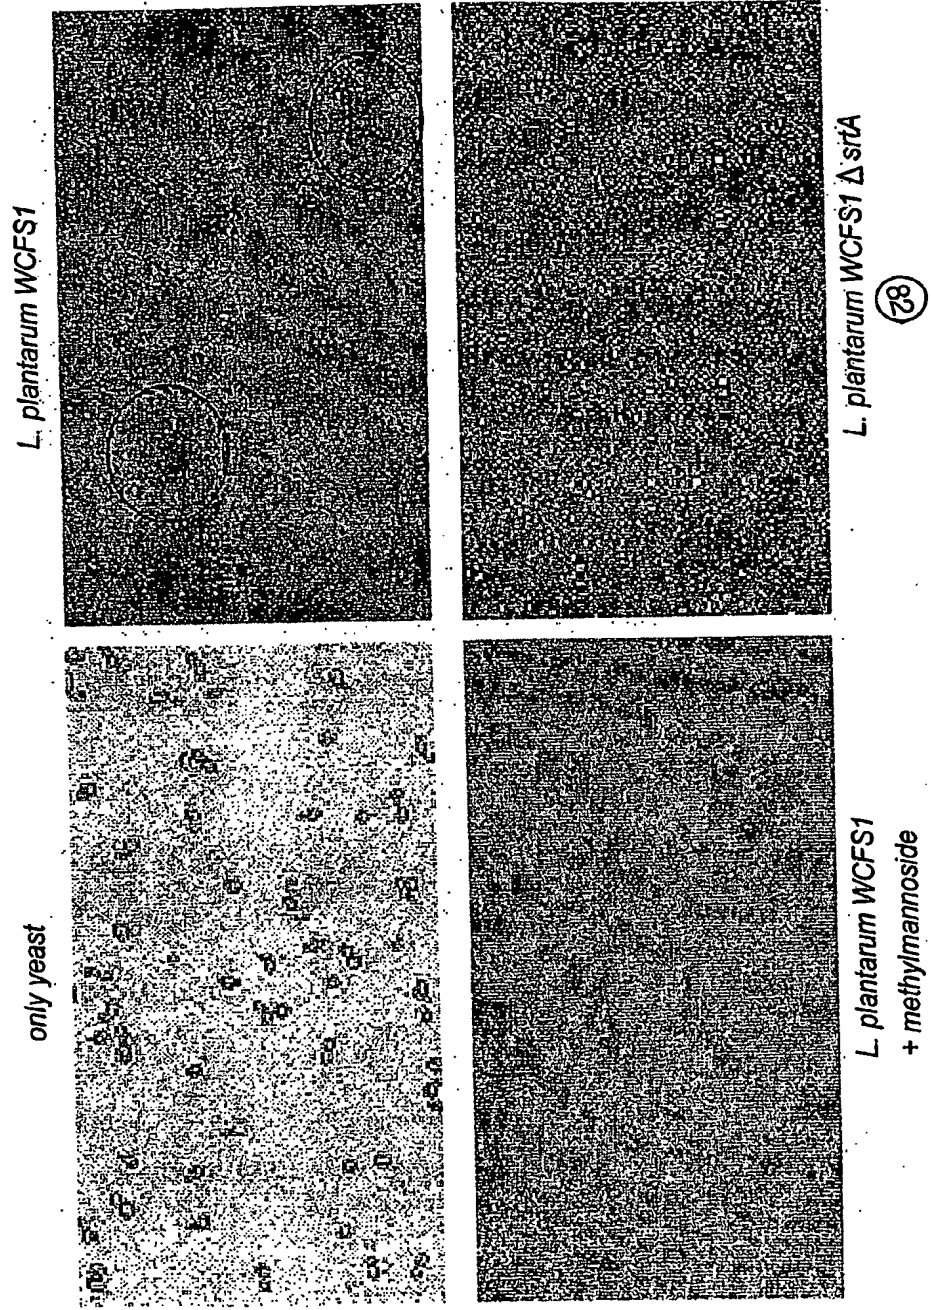 only yeast
L. plantarum WCFS1
L. plantarum WCFS1
+ methylmannoside
L. plantarum WCFS1 Δ srtA
28